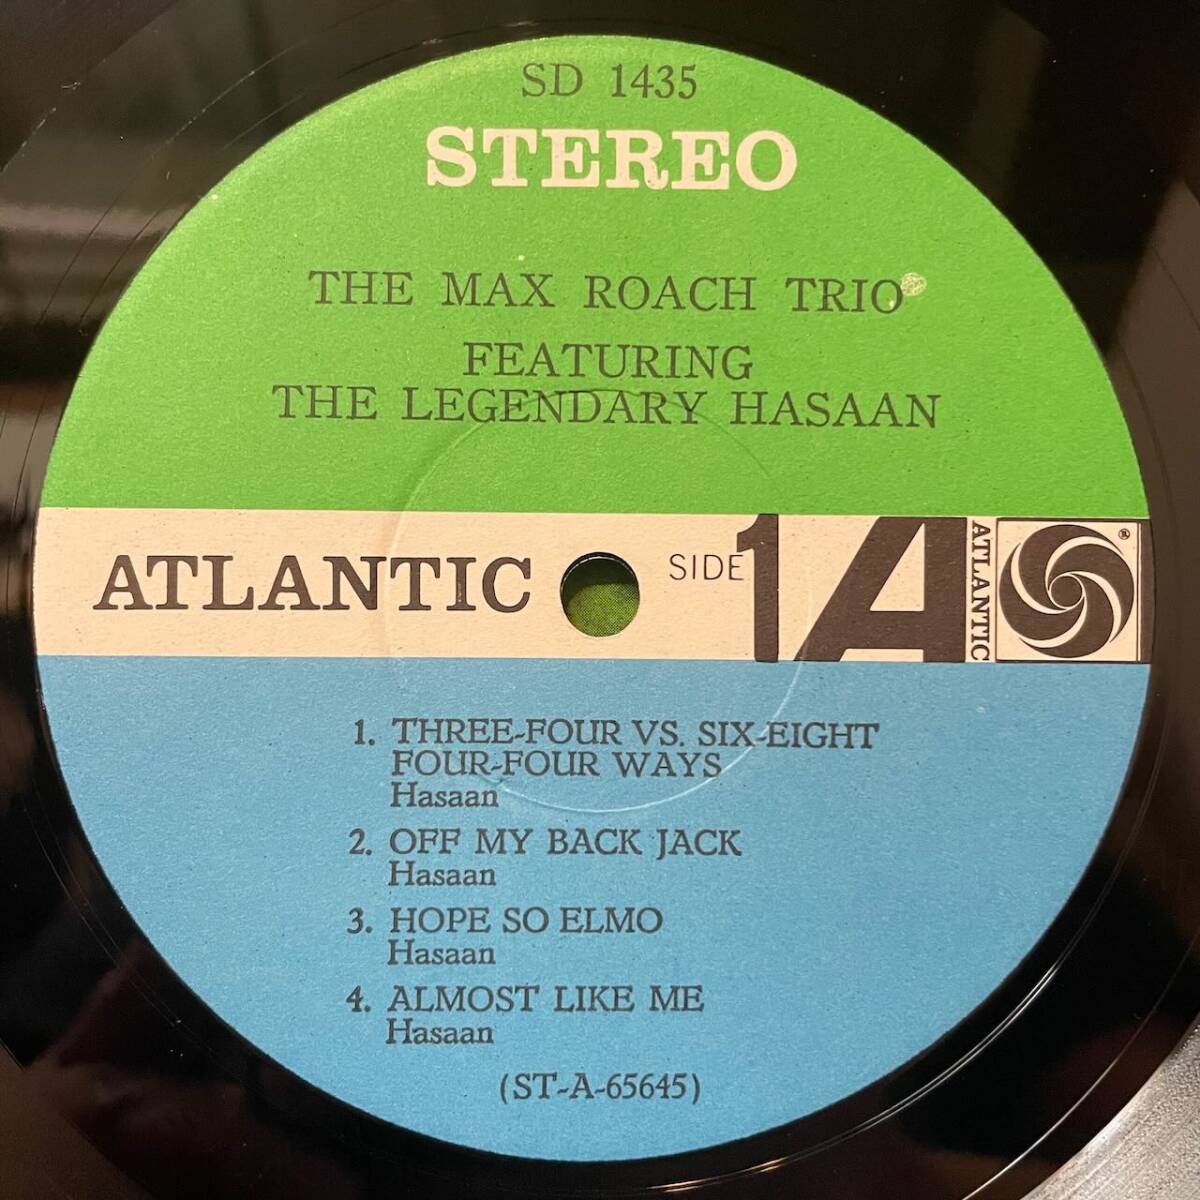 SD 1435
STEREO
THE MAX ROACH TRIO
FEATURING
THE LEGENDARY HASAAN
ATLANTIC
SIDE 1
A
ATLANTIC
®
1. THREE-FOUR VS. SIX-EIGHT
FOUR-FOUR WAYS
Hasaan
2. OFF MY BACK JACK
Hasaan
3. HOPE SO ELMO
Hasaan
4. ALMOST LIKE ME
Hasaan
(ST-A-65645)